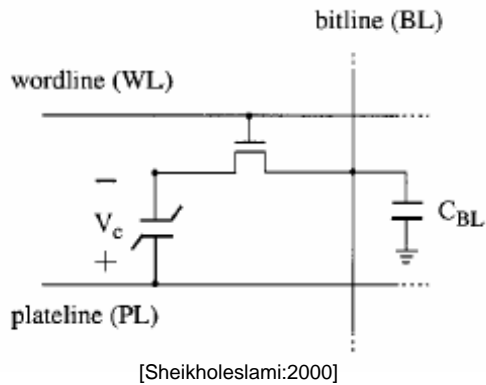 bitline (BL)
wordline (WL)
−
V_c
+
C_BL
plateline (PL)
[Sheikholeslami:2000]